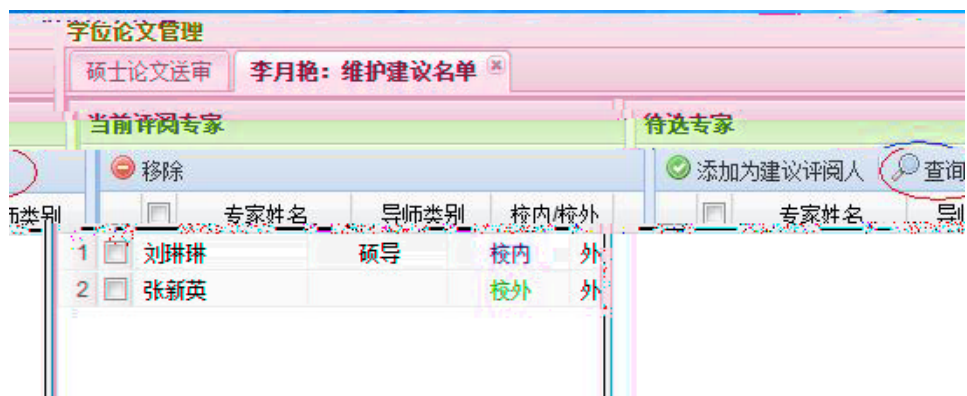 学位论文管理
硕士论文送审 李月艳：维护建议名单
当前评阅专家 待选专家
移除 添加为建议评阅人 查询
师类别 专家姓名 导师类别 校内/校外 专家姓名
1 刘琳琳 硕导 校内 外
2 张新英 校外 外